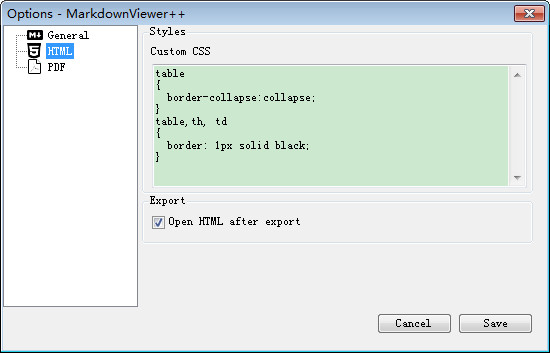 Options - MarkdownViewer++
General
HTML
PDF
Styles
Custom CSS
table
{
  border-collapse:collapse;
}
table,th, td
{
  border: 1px solid black;
}
Export
Open HTML after export
Cancel
Save